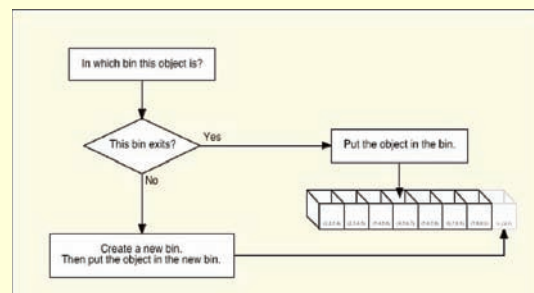 In which bin this object is?
This bin exits?
Yes
Put the object in the bin.
No
Create a new bin.
Then put the object in the new bin.